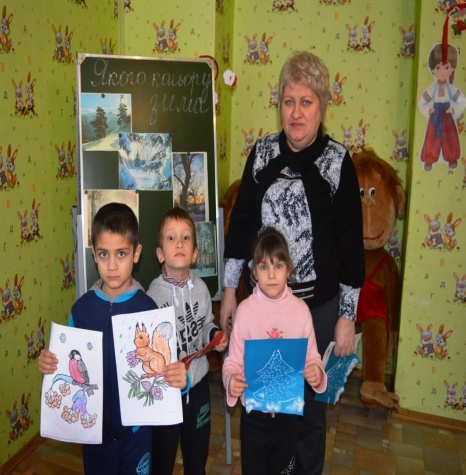 Якого кольору
зима?